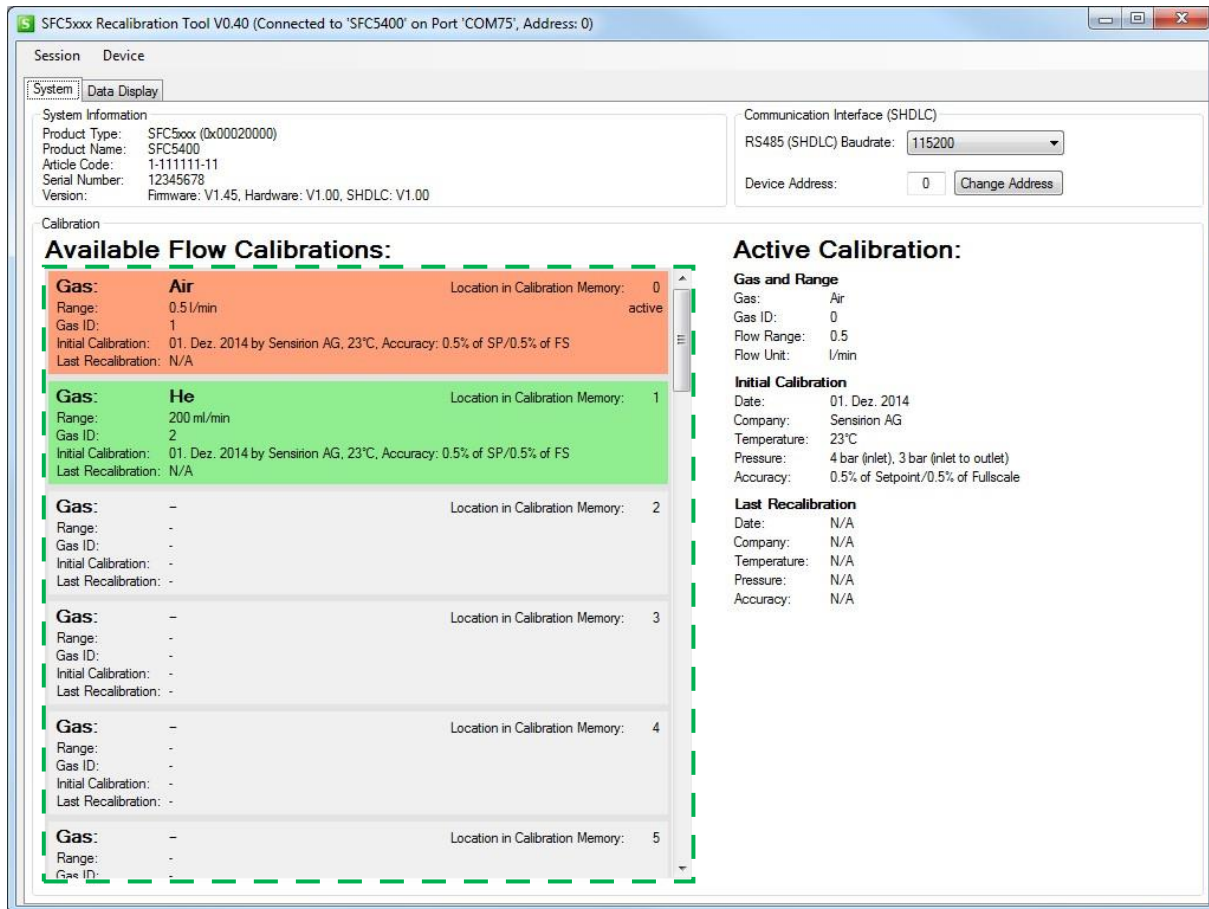 SFC5xxx Recalibration Tool V0.40 (Connected to 'SFC5400' on Port 'COM75', Address: 0)
Session Device
System Data Display
System Information
Product Type: SFC5xxx (0x00020000)
Product Name: SFC5400
Article Code: 1-111111-11
Serial Number: 12345678
Version: Firmware: V1.45, Hardware: V1.00, SHDLC: V1.00
Communication Interface (SHDLC)
RS485 (SHDLC) Baudrate: 115200
Device Address: 0 Change Address
Calibration
Available Flow Calibrations:
Gas: Air Location in Calibration Memory: 0
Range: 0.5 l/min active
Gas ID: 1
Initial Calibration: 01. Dez. 2014 by Sensirion AG, 23°C, Accuracy: 0.5% of SP/0.5% of FS
Last Recalibration: N/A
Gas: He Location in Calibration Memory: 1
Range: 200 ml/min
Gas ID: 2
Initial Calibration: 01. Dez. 2014 by Sensirion AG, 23°C, Accuracy: 0.5% of SP/0.5% of FS
Last Recalibration: N/A
Gas: - Location in Calibration Memory: 2
Range: -
Gas ID: -
Initial Calibration: -
Last Recalibration: -
Gas: - Location in Calibration Memory: 3
Range: -
Gas ID: -
Initial Calibration: -
Last Recalibration: -
Gas: - Location in Calibration Memory: 4
Range: -
Gas ID: -
Initial Calibration: -
Last Recalibration: -
Gas: - Location in Calibration Memory: 5
Range: -
Gas ID: -
Active Calibration:
Gas and Range
Gas: Air
Gas ID: 0
Flow Range: 0.5
Flow Unit: l/min
Initial Calibration
Date: 01. Dez. 2014
Company: Sensirion AG
Temperature: 23°C
Pressure: 4 bar (inlet), 3 bar (inlet to outlet)
Accuracy: 0.5% of Setpoint/0.5% of Fullscale
Last Recalibration
Date: N/A
Company: N/A
Temperature: N/A
Pressure: N/A
Accuracy: N/A